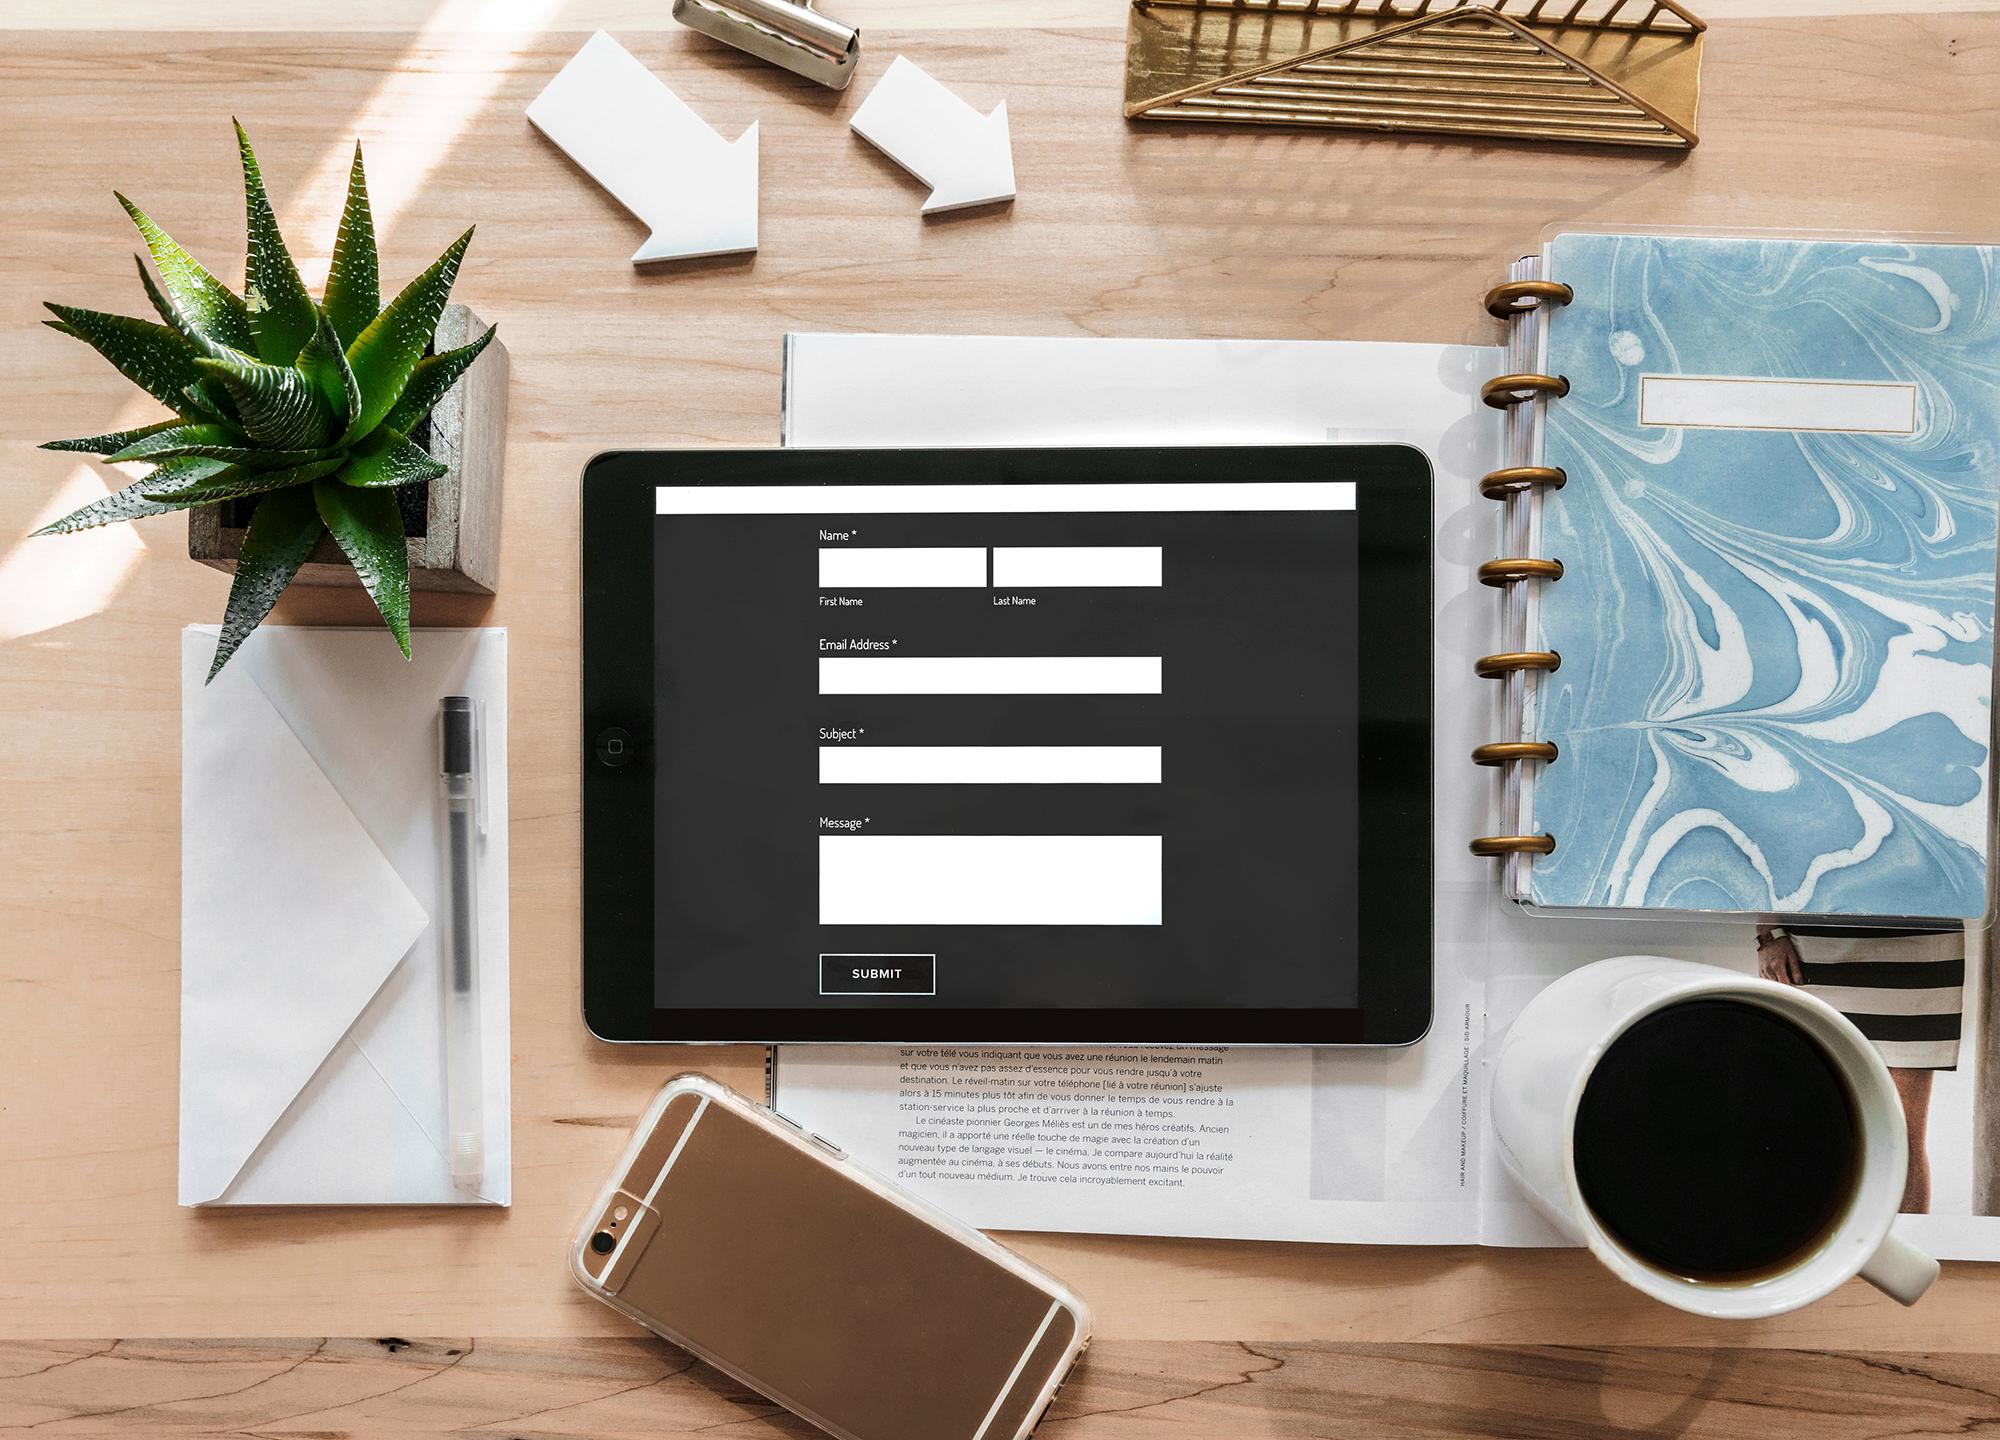 Name *
First Name Last Name
Email Address *
Subject *
Message *
SUBMIT
message
sur votre télé vous indiquant que vous avez une réunion le lendemain matin
et que vous n'avez pas assez d'essence pour vous rendre jusqu'à votre
destination. Le réveil-matin sur votre téléphone [lié à votre réunion] s'ajuste
alors à 15 minutes plus tôt afin de vous donner le temps de vous rendre à la
station-service la plus proche et d'arriver à la réunion à temps.
Le cinéaste pionnier Georges Méliès est un de mes héros créatifs. Ancien
magicien, il a apporté une réelle touche de magie avec la création d'un
nouveau type de langage visuel — le cinéma. Je compare aujourd'hui la réalité
augmentée au cinéma, à ses débuts. Nous avons entre nos mains le pouvoir
d'un tout nouveau médium. Je trouve cela incroyablement excitant.
HAIR AND MAKEUP / COIFFURE ET MAQUILLAGE : SID ARMOUR